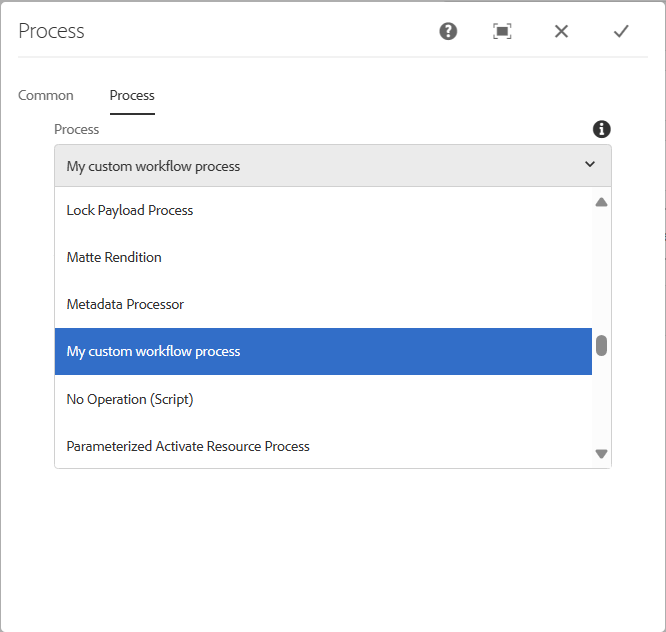 Process
Common
Process
Process
My custom workflow process
Lock Payload Process
Matte Rendition
Metadata Processor
My custom workflow process
No Operation (Script)
Parameterized Activate Resource Process